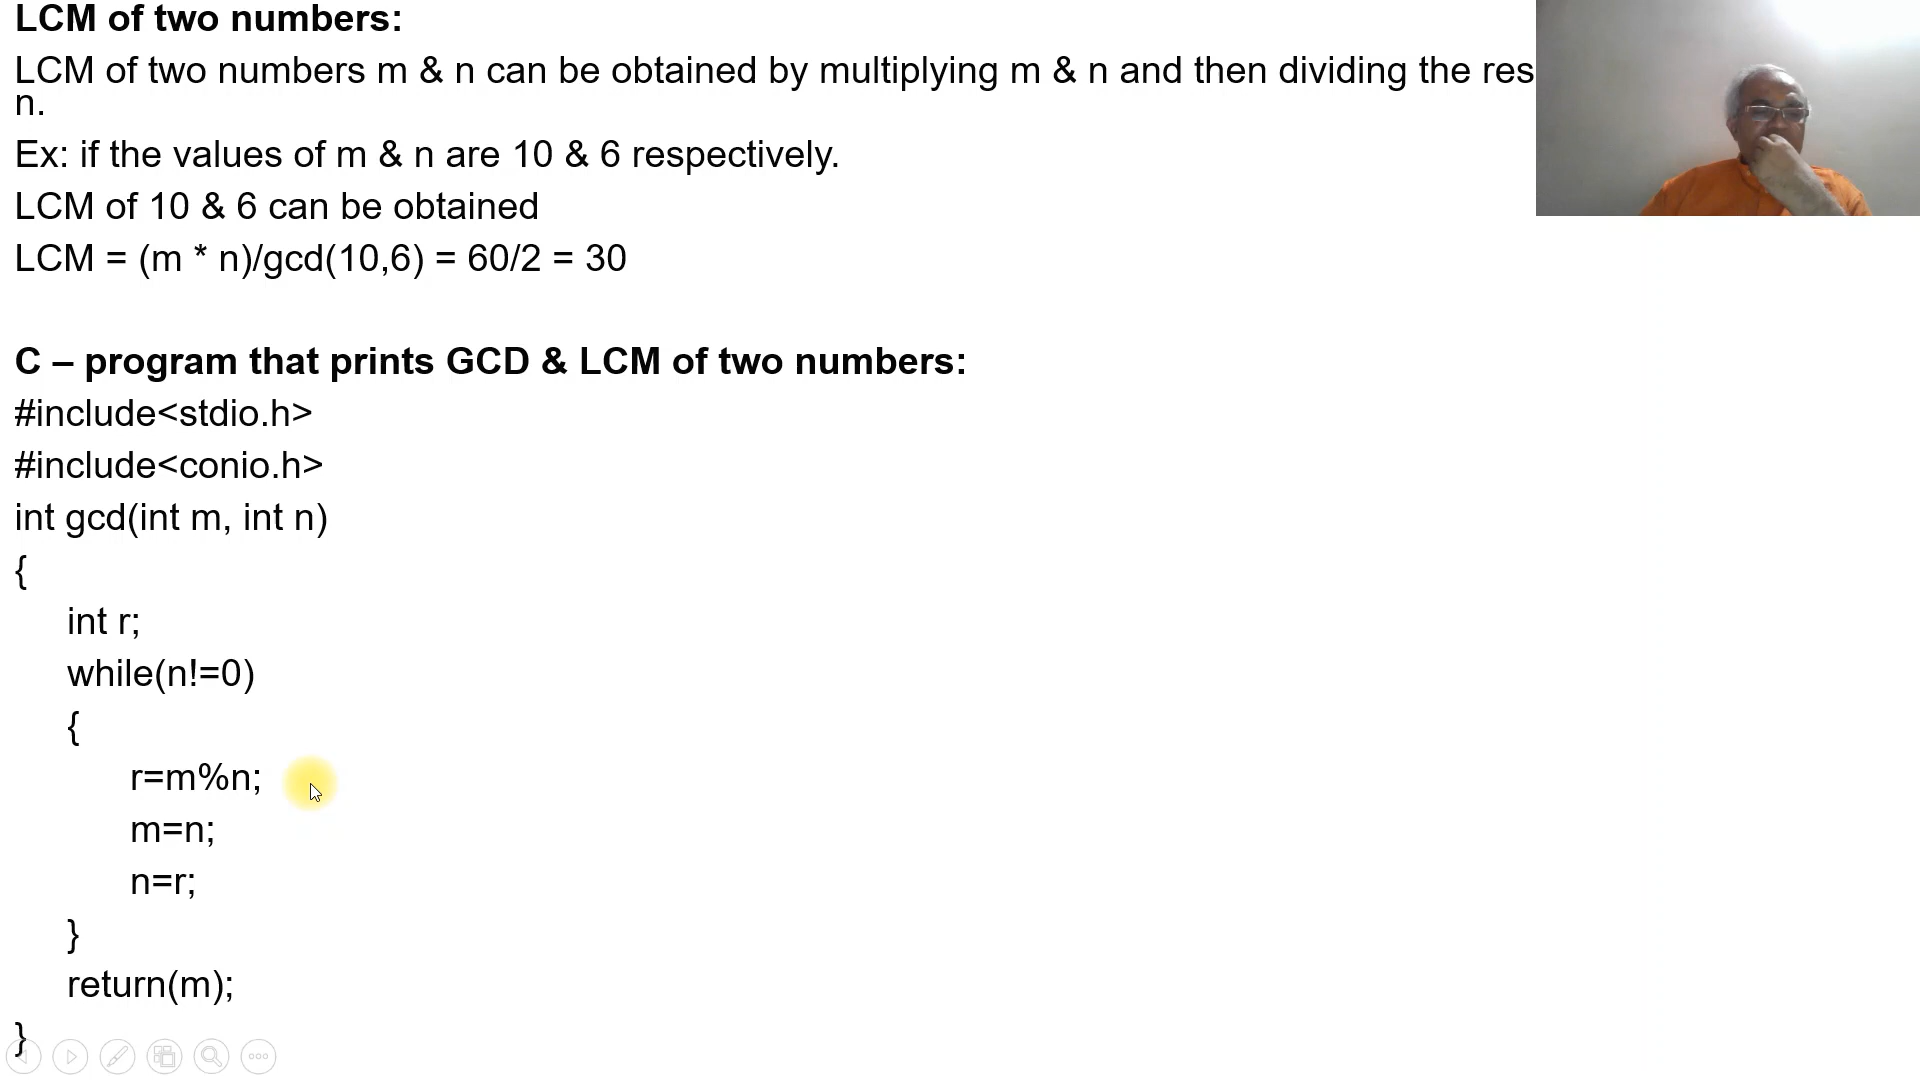 LCM of two numbers:
LCM of two numbers m & n can be obtained by multiplying m & n and then dividing the res
n.
Ex: if the values of m & n are 10 & 6 respectively.
LCM of 10 & 6 can be obtained
LCM = (m * n)/gcd(10,6) = 60/2 = 30
C – program that prints GCD & LCM of two numbers:
#include<stdio.h>
#include<conio.h>
int gcd(int m, int n)
{
int r;
while(n!=0)
{
r=m%n;
m=n;
n=r;
}
return(m);
}